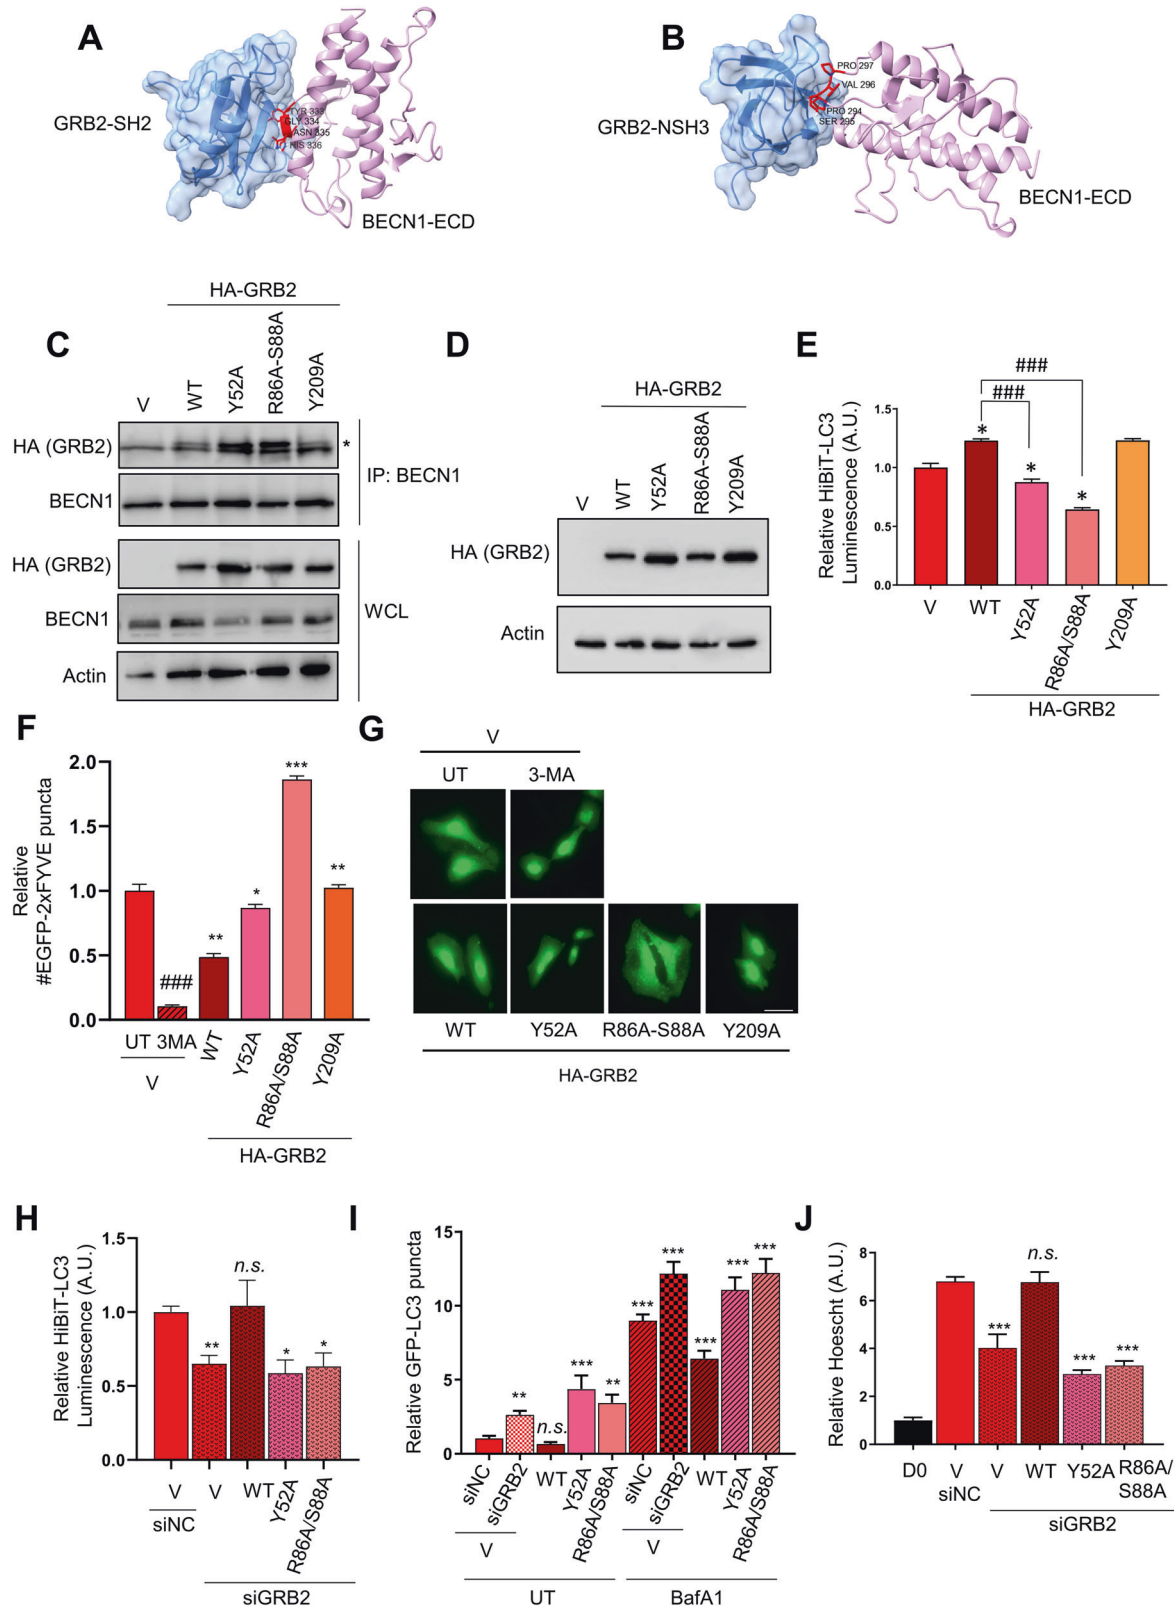 A
GRB2-SH2
TYR 333
GLY 334
ASN 335
HIS 336
BECN1-ECD
B
GRB2-NSH3
PRO 297
VAL 296
PRO 294
SER 295
BECN1-ECD
C
HA-GRB2
V
WT
Y52A
R86A-S88A
Y209A
HA (GRB2)
*
BECN1
IP: BECN1
HA (GRB2)
BECN1
Actin
WCL
D
HA-GRB2
V
WT
Y52A
R86A-S88A
Y209A
HA (GRB2)
Actin
E
Relative HiBiT-LC3
Luminescence (A.U.)
1.5
1.0
0.5
0.0
###
###
*
*
*
V
WT
Y52A
R86A/S88A
Y209A
HA-GRB2
F
Relative
#EGFP-2xFYVE puncta
2.0
1.5
1.0
0.5
0.0
###
**
*
***
**
UT 3MA
V
WT
Y52A
R86A/S88A
Y209A
HA-GRB2
G
V
UT
3-MA
WT
Y52A
R86A-S88A
Y209A
HA-GRB2
H
Relative HiBiT-LC3
Luminescence (A.U.)
1.5
1.0
0.5
0.0
**
n.s.
*
*
V
V
WT
Y52A
R86A/S88A
siNC
siGRB2
I
Relative GFP-LC3 puncta
15
10
5
0
**
n.s.
***
**
***
***
***
***
***
siNC
siGRB2
WT
Y52A
R86A/S88A
siNC
siGRB2
WT
Y52A
R86A/S88A
V
V
UT
BafA1
J
Relative Hoescht (A.U.)
8
6
4
2
0
***
n.s.
***
***
D0
V
V
WT
Y52A
R86A/
S88A
siNC
siGRB2